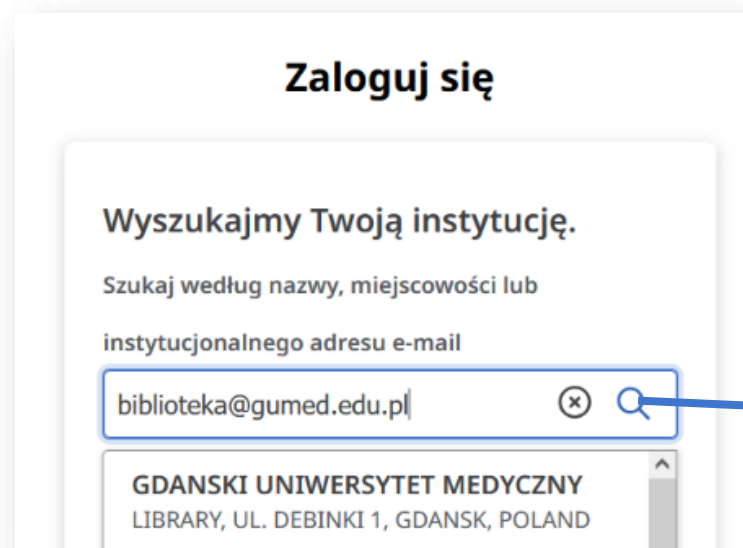 Zaloguj się
Wyszukajmy Twoją instytucję.
Szukaj według nazwy, miejscowości lub
instytucjonalnego adresu e-mail
biblioteka@gumed.edu.pl
GDANSKI UNIWERSYTET MEDYCZNY
LIBRARY, UL. DEBINKI 1, GDANSK, POLAND